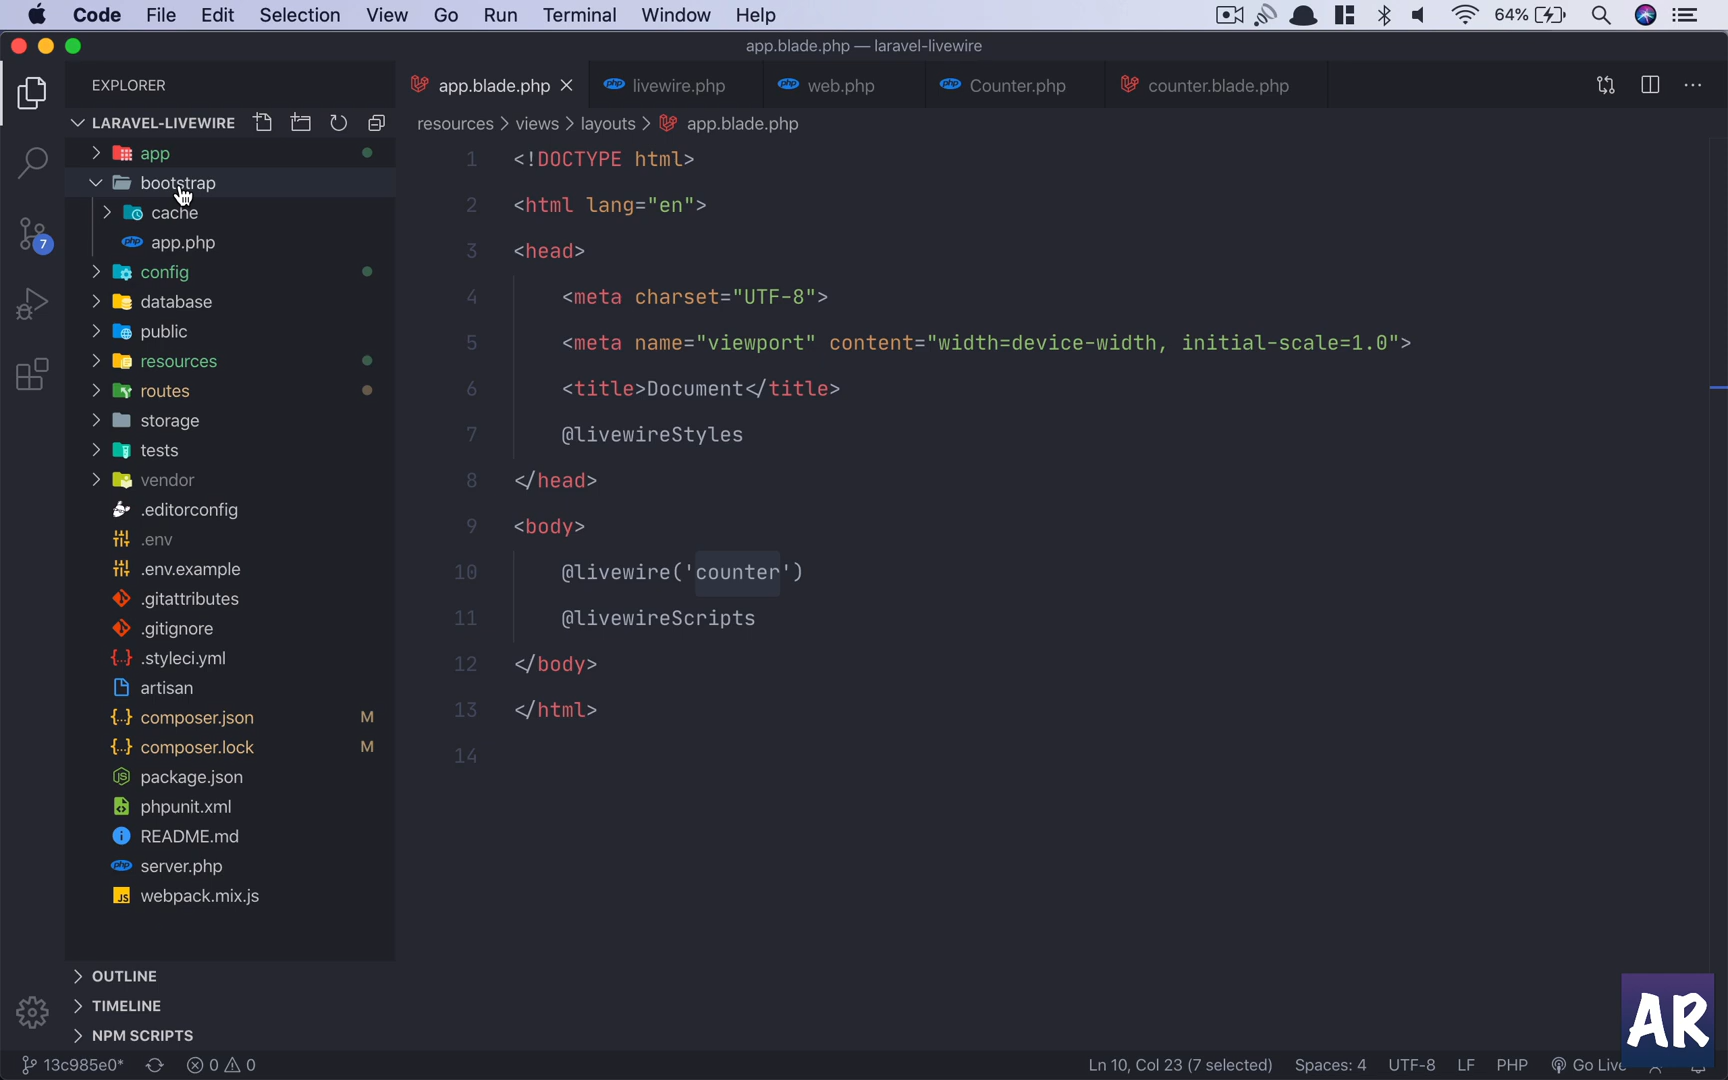 Code File Edit Selection View Go Run Terminal Window Help 64%
app.blade.php — laravel-livewire
EXPLORER
app.blade.php livewire.php web.php Counter.php counter.blade.php
LARAVEL-LIVEWIRE
resources > views > layouts > app.blade.php
app
bootstrap
cache
app.php
config
database
public
resources
routes
storage
tests
vendor
.editorconfig
.env
.env.example
.gitattributes
.gitignore
.styleci.yml
artisan
composer.json M
composer.lock M
package.json
phpunit.xml
README.md
server.php
webpack.mix.js
OUTLINE
TIMELINE
NPM SCRIPTS
7
1 <!DOCTYPE html>
2 <html lang="en">
3 <head>
4 <meta charset="UTF-8">
5 <meta name="viewport" content="width=device-width, initial-scale=1.0">
6 <title>Document</title>
7 @livewireStyles
8 </head>
9 <body>
10 @livewire('counter')
11 @livewireScripts
12 </body>
13 </html>
14
AR
13c985e0* 0 0 Ln 10, Col 23 (7 selected) Spaces: 4 UTF-8 LF PHP Go Live